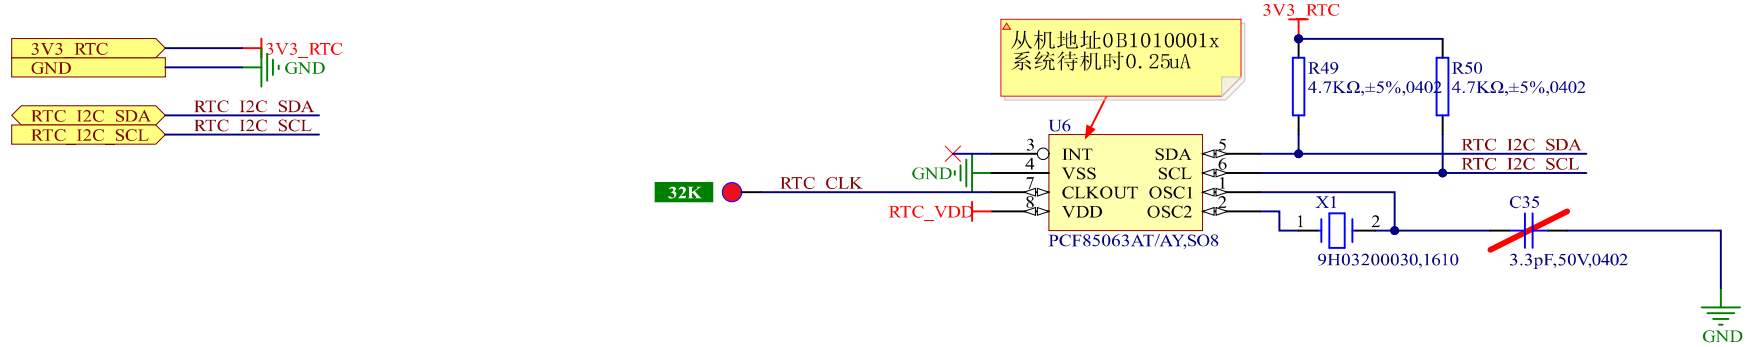 3V3_RTC
GND
3V3_RTC
GND
RTC_I2C_SDA
RTC_I2C_SDA
RTC_I2C_SCL
RTC_I2C_SCL
从机地址0B1010001x
系统待机时0.25uA
3V3_RTC
R49
4.7KΩ,±5%,0402
R50
4.7KΩ,±5%,0402
U6
3
INT
4
VSS
GND
7
CLKOUT
8
VDD
RTC_VDD
32K
RTC_CLK
SDA
5
SCL
6
OSC1
1
OSC2
2
PCF85063AT/AY,SO8
RTC_I2C_SDA
RTC_I2C_SCL
X1
1
2
9H03200030,1610
C35
3.3pF,50V,0402
GND